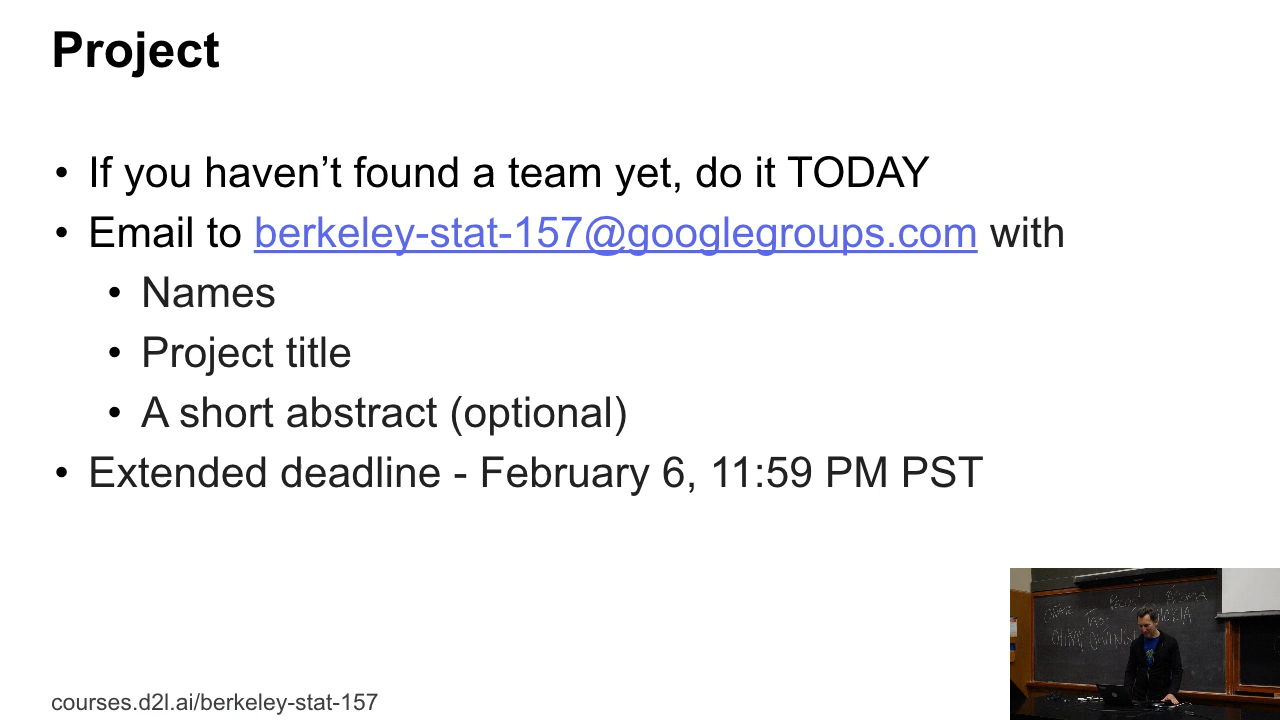 Project
• If you haven’t found a team yet, do it TODAY
• Email to berkeley-stat-157@googlegroups.com with
• Names
• Project title
• A short abstract (optional)
• Extended deadline - February 6, 11:59 PM PST
courses.d2l.ai/berkeley-stat-157